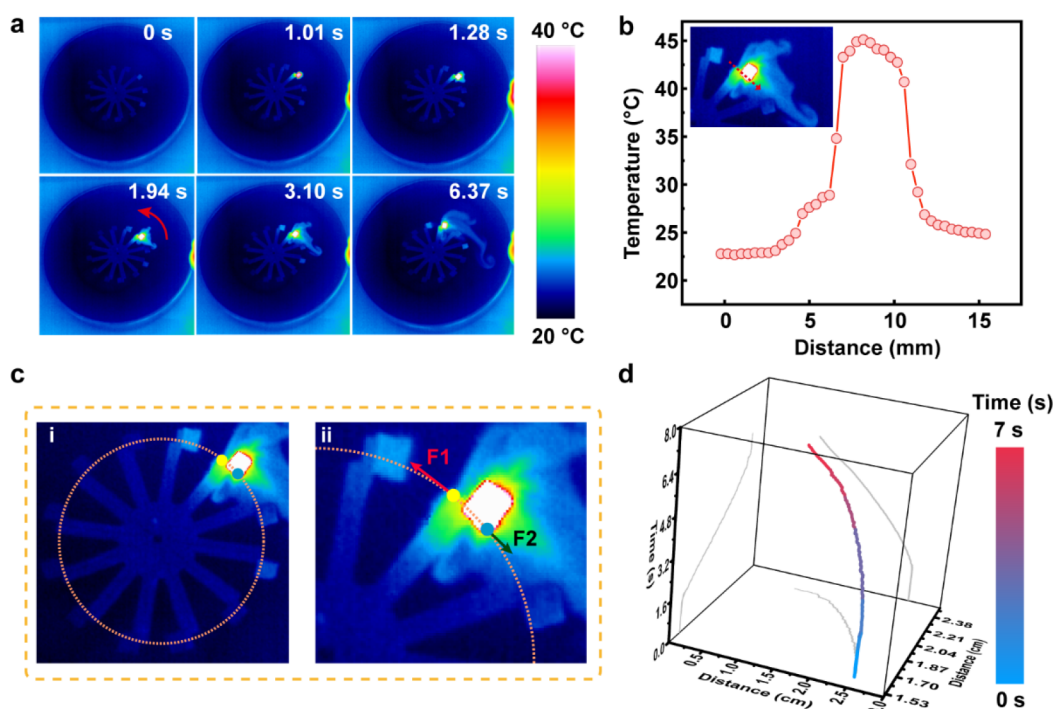 a
0 s
1.01 s
1.28 s
1.94 s
3.10 s
6.37 s
40 °C
20 °C
b
Temperature (°C)
45
40
35
30
25
20
0
5
10
15
Distance (mm)
c
i
ii
F1
F2
d
Time (s)
7 s
0 s
8.0
6.4
4.8
3.2
1.6
0.0
Time (s)
0.5
1.0
1.5
2.0
2.5
Distance (cm)
2.38
2.21
2.04
1.87
1.70
1.53
Distance (cm)